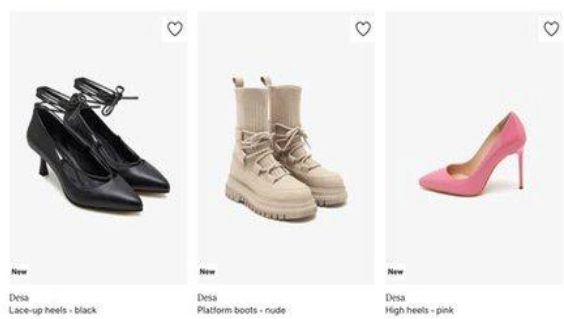 New
Desa
Lace-up heels - black
New
Desa
Platform boots - nude
New
Desa
High heels - pink